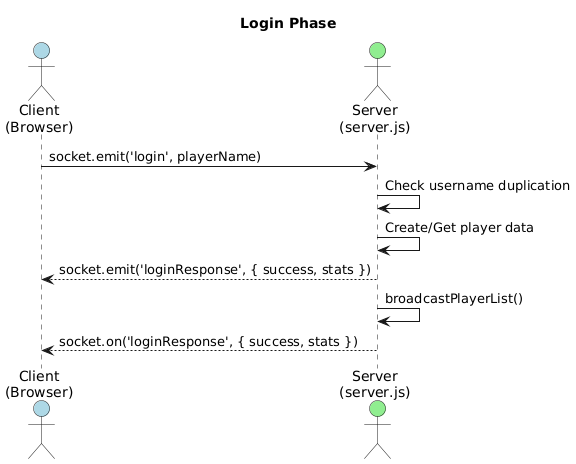 Login Phase
Client
(Browser)
Server
(server.js)
socket.emit('login', playerName)
Check username duplication
Create/Get player data
socket.emit('loginResponse', { success, stats })
broadcastPlayerList()
socket.on('loginResponse', { success, stats })
Client
(Browser)
Server
(server.js)